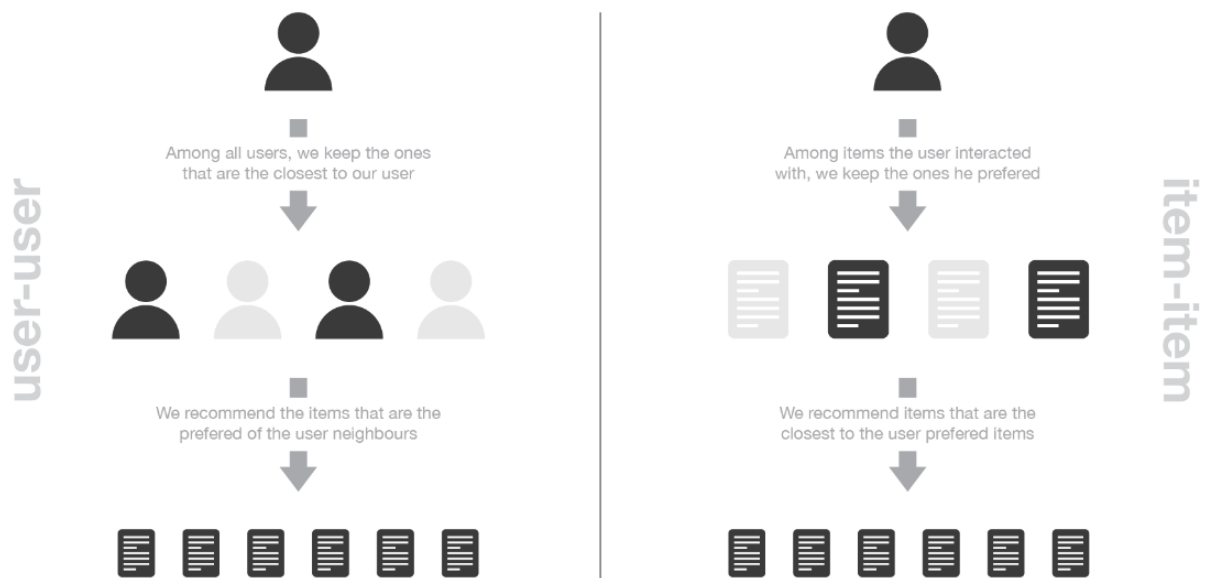 user-user
Among all users, we keep the ones
that are the closest to our user
We recommend the items that are the
prefered of the user neighbours
item-item
Among items the user interacted
with, we keep the ones he prefered
We recommend items that are the
closest to the user prefered items